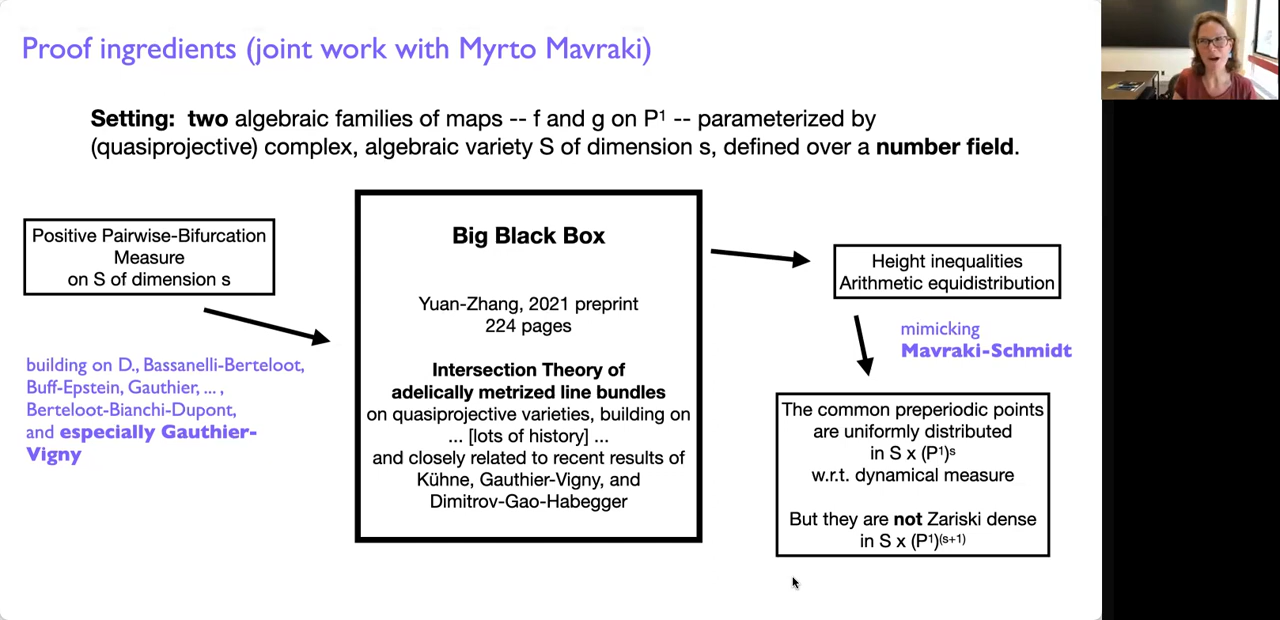 Proof ingredients (joint work with Myrto Mavraki)
Setting: two algebraic families of maps -- f and g on P¹ -- parameterized by
(quasiprojective) complex, algebraic variety S of dimension s, defined over a number field.
Positive Pairwise-Bifurcation
Measure
on S of dimension s
building on D., Bassanelli-Berteloot,
Buff-Epstein, Gauthier, ... ,
Berteloot-Bianchi-Dupont,
and especially Gauthier-
Vigny
Big Black Box
Yuan-Zhang, 2021 preprint
224 pages
Intersection Theory of
adelically metrized line bundles
on quasiprojective varieties, building on
... [lots of history] ...
and closely related to recent results of
Kühne, Gauthier-Vigny, and
Dimitrov-Gao-Habegger
Height inequalities
Arithmetic equidistribution
mimicking
Mavraki-Schmidt
The common preperiodic points
are uniformly distributed
in S x (P¹)ˢ
w.r.t. dynamical measure
But they are not Zariski dense
in S x (P¹)⁽ˢ⁺¹⁾